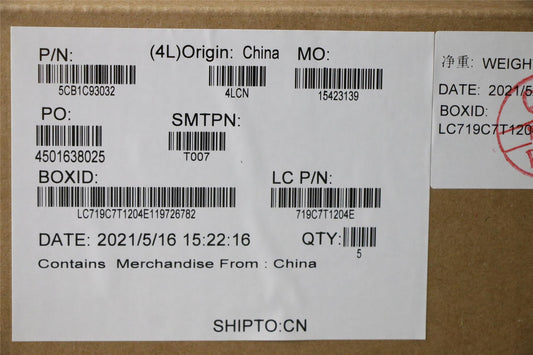 P/N: (4L)Origin: China MO:
5CB1C93032 4LCN 15423139
PO: SMTPN:
4501638025 T007
BOXID: LC P/N:
LC719C7T1204E119726782 719C7T1204E
DATE: 2021/5/16 15:22:16 QTY:
5
Contains Merchandise From : China
SHIPTO:CN
净重: WEIGH
DATE: 2021/5
BOXID:
LC719C7T1204